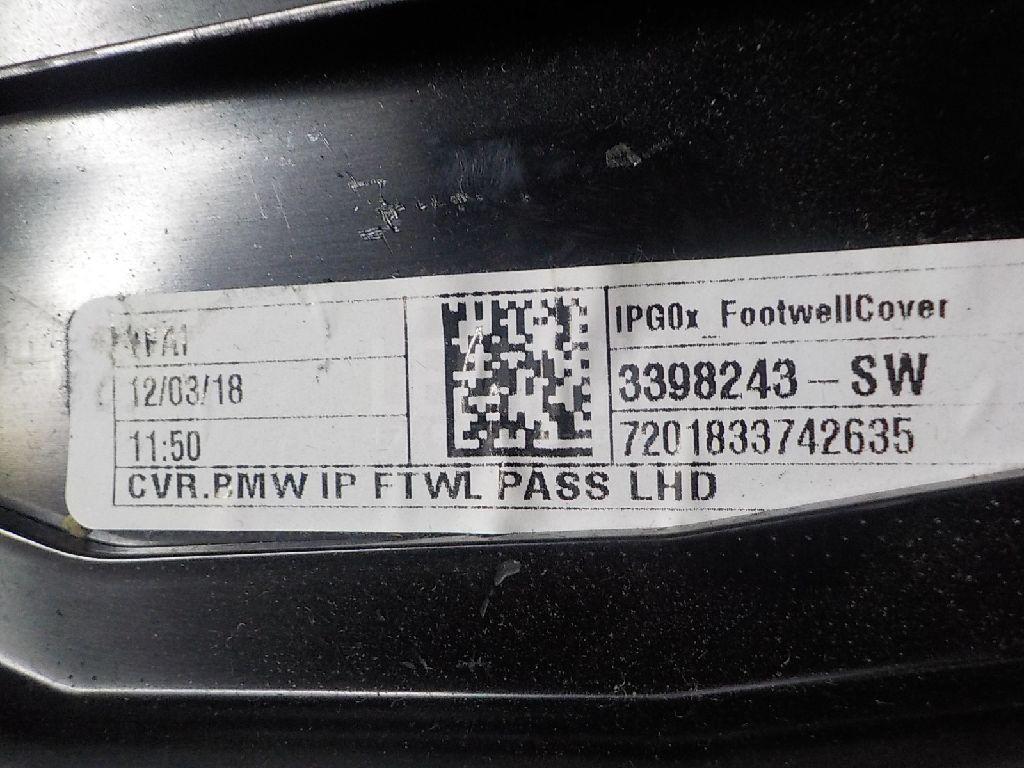 12/03/18
11:50
IPG0x FootwellCover
3398243-SW
7201833742635
CVR.BMW IP FTWL PASS LHD